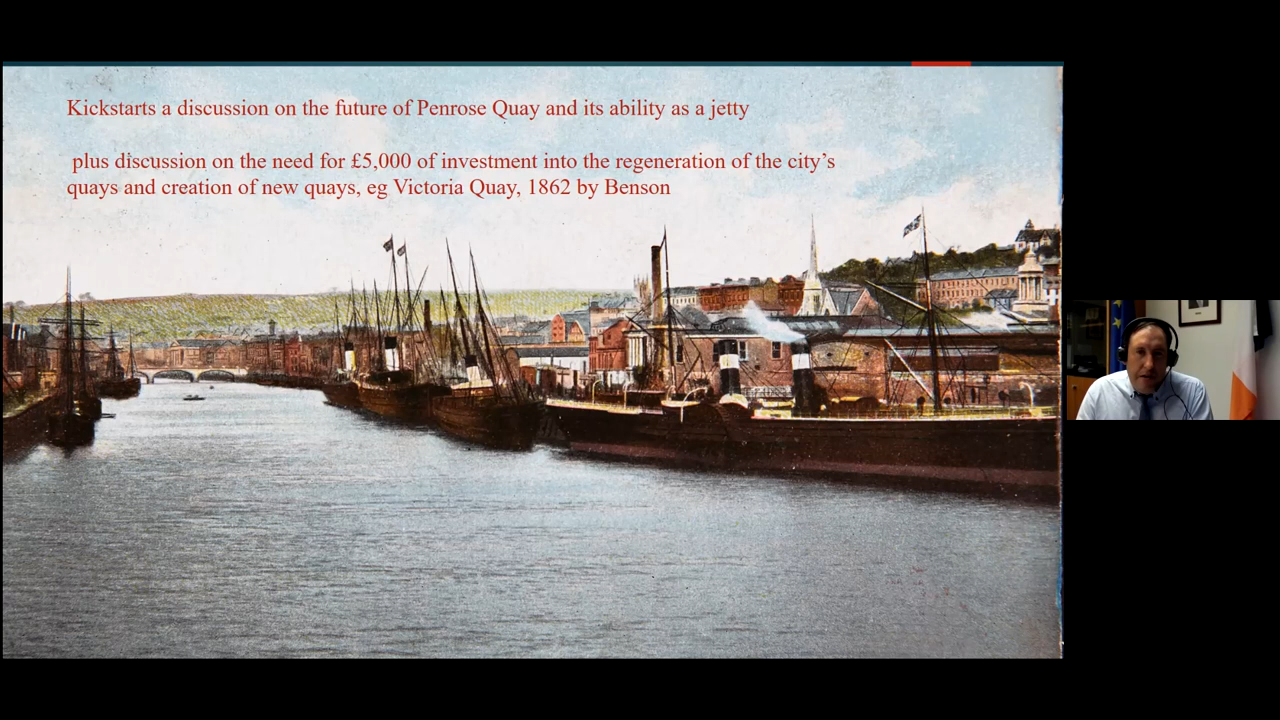 Kickstarts a discussion on the future of Penrose Quay and its ability as a jetty
plus discussion on the need for £5,000 of investment into the regeneration of the city’s
quays and creation of new quays, eg Victoria Quay, 1862 by Benson